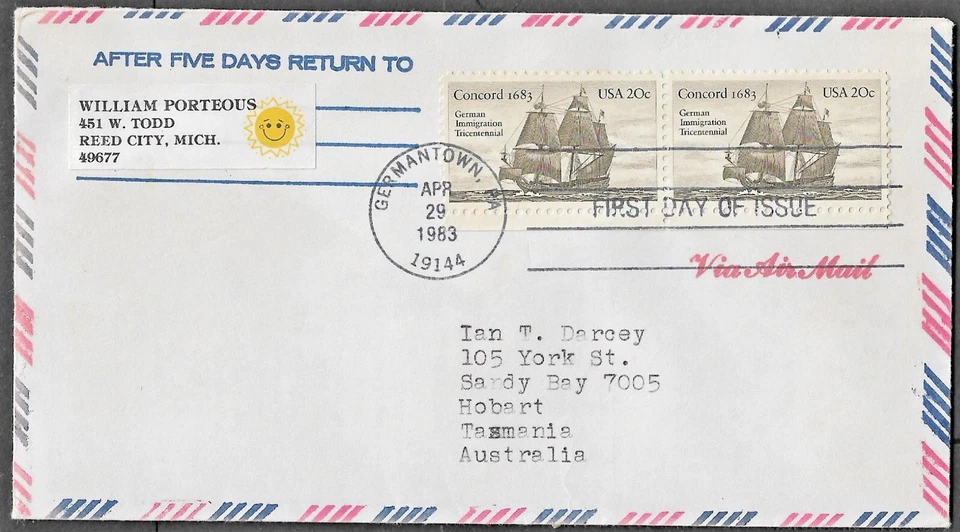 AFTER FIVE DAYS RETURN TO
WILLIAM PORTEOUS
451 W. TODD
REED CITY, MICH.
49677
Concord 1683 USA 20c
German
Immigration
Tricentennial
Concord 1683 USA 20c
German
Immigration
Tricentennial
GERMANTOWN, PA
APR
29
1983
19144
FIRST DAY OF ISSUE
Via Air Mail
Ian T. Darcey
105 York St.
Sandy Bay 7005
Hobart
Tasmania
Australia